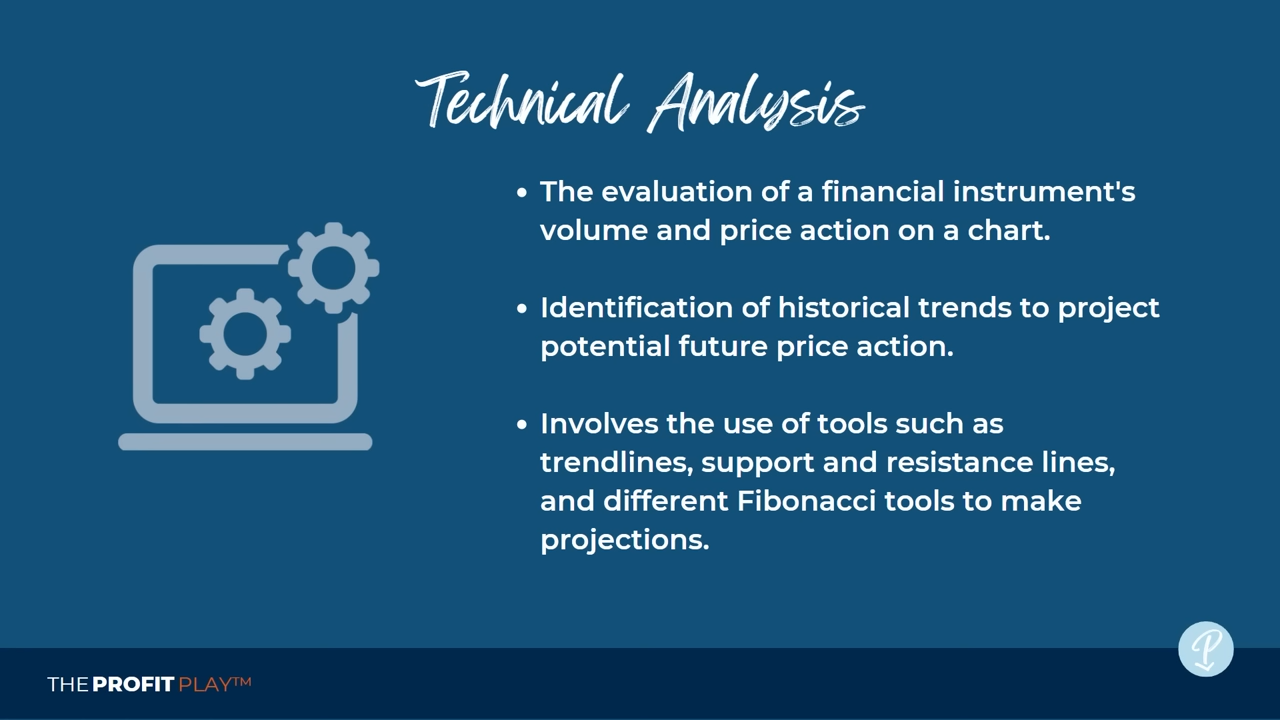 Technical Analysis
• The evaluation of a financial instrument's
volume and price action on a chart.
• Identification of historical trends to project
potential future price action.
• Involves the use of tools such as
trendlines, support and resistance lines,
and different Fibonacci tools to make
projections.
THE PROFIT PLAY™
P